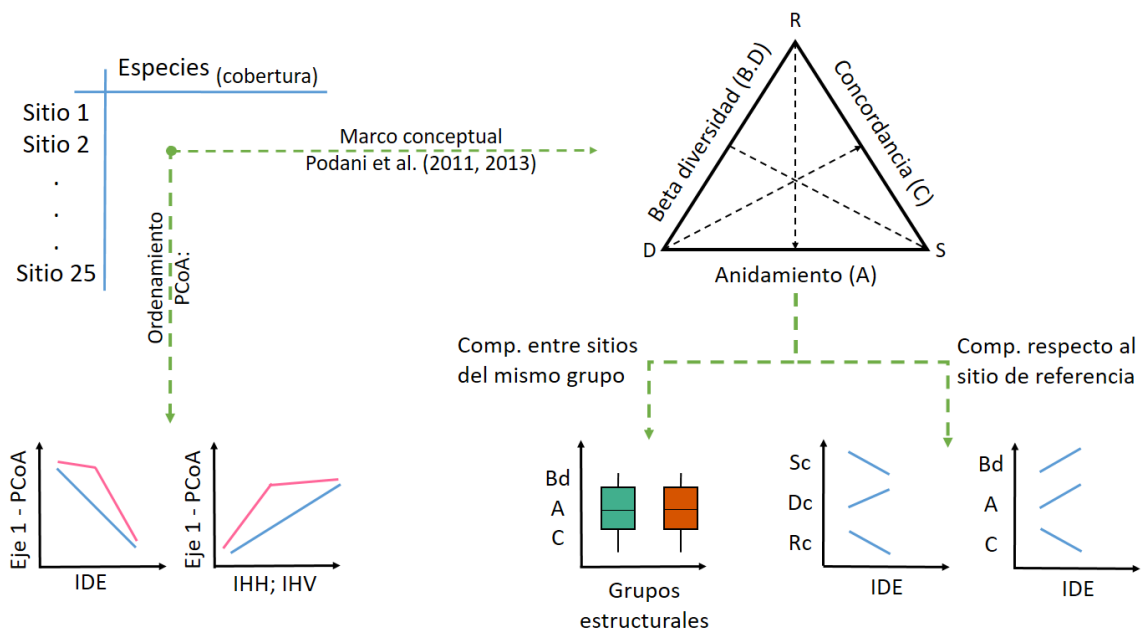 Especies (cobertura)
Sitio 1
Sitio 2
.
.
.
Sitio 25
Marco conceptual
Podani et al. (2011, 2013)
Ordenamiento
PCoA:
R
Beta diversidad (B.D)
Concordancia (C)
D
S
Anidamiento (A)
Comp. entre sitios
del mismo grupo
Comp. respecto al
sitio de referencia
Eje 1 - PCoA
IDE
Eje 1 - PCoA
IHH; IHV
Bd
A
C
Grupos
estructurales
Sc
Dc
Rc
IDE
Bd
A
C
IDE